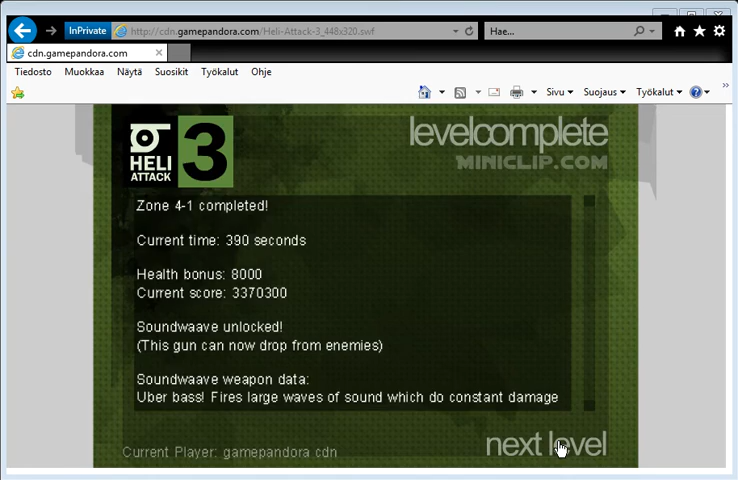 InPrivate
http://cdn.gamepandora.com/Heli-Attack-3_448x320.swf
Hae...
cdn.gamepandora.com
Tiedosto Muokkaa Näytä Suosikit Työkalut Ohje
Sivu Suojaus Työkalut
HELI ATTACK 3
levelcomplete
MINICLIP.COM
Zone 4-1 completed!
Current time: 390 seconds
Health bonus: 8000
Current score: 3370300
Soundwaave unlocked!
(This gun can now drop from enemies)
Soundwaave weapon data:
Uber bass! Fires large waves of sound which do constant damage
Current Player: gamepandora cdn
next level